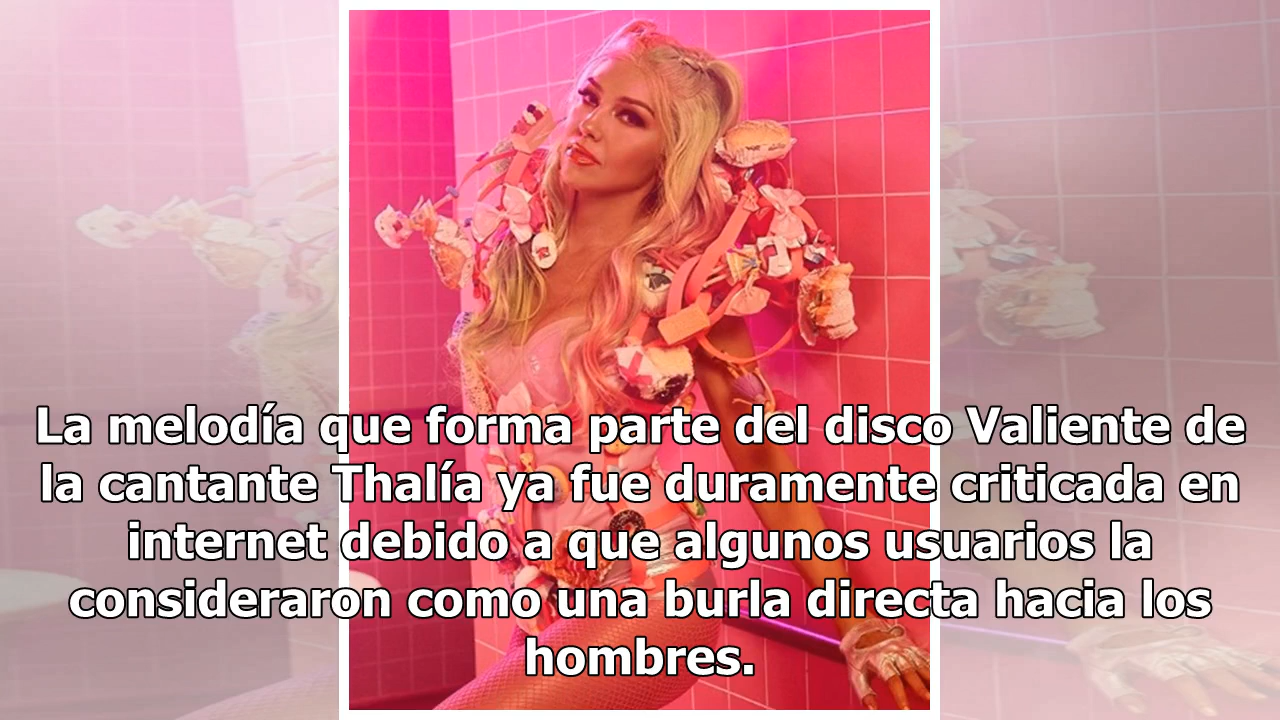 La melodía que forma parte del disco Valiente de
la cantante Thalía ya fue duramente criticada en
internet debido a que algunos usuarios la
consideraron como una burla directa hacia los
hombres.